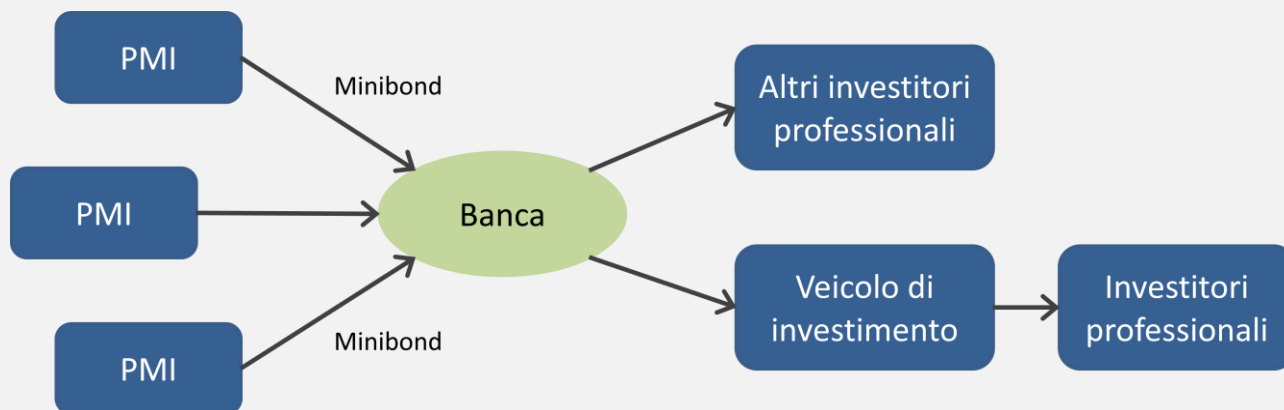 PMI
Minibond
PMI
Banca
Minibond
PMI
Altri investitori
professionali
Veicolo di
investimento
Investitori
professionali